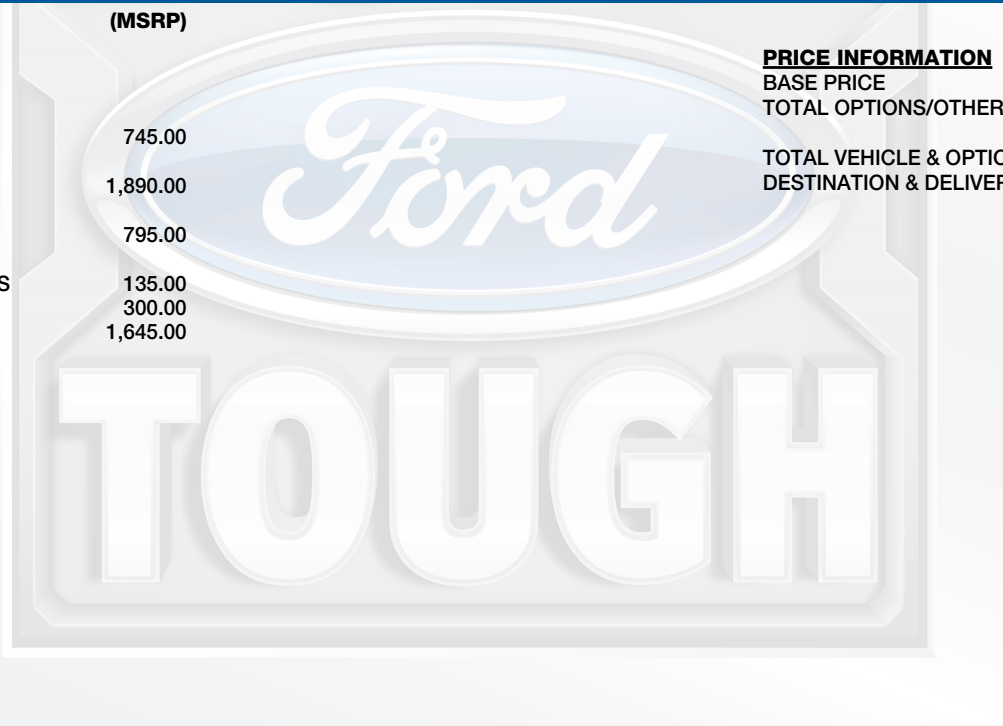 (MSRP)
745.00
1,890.00
795.00
S 135.00
300.00
1,645.00
PRICE INFORMATION
BASE PRICE
TOTAL OPTIONS/OTHER
TOTAL VEHICLE & OPTIO
DESTINATION & DELIVER
Ford
TOUGH